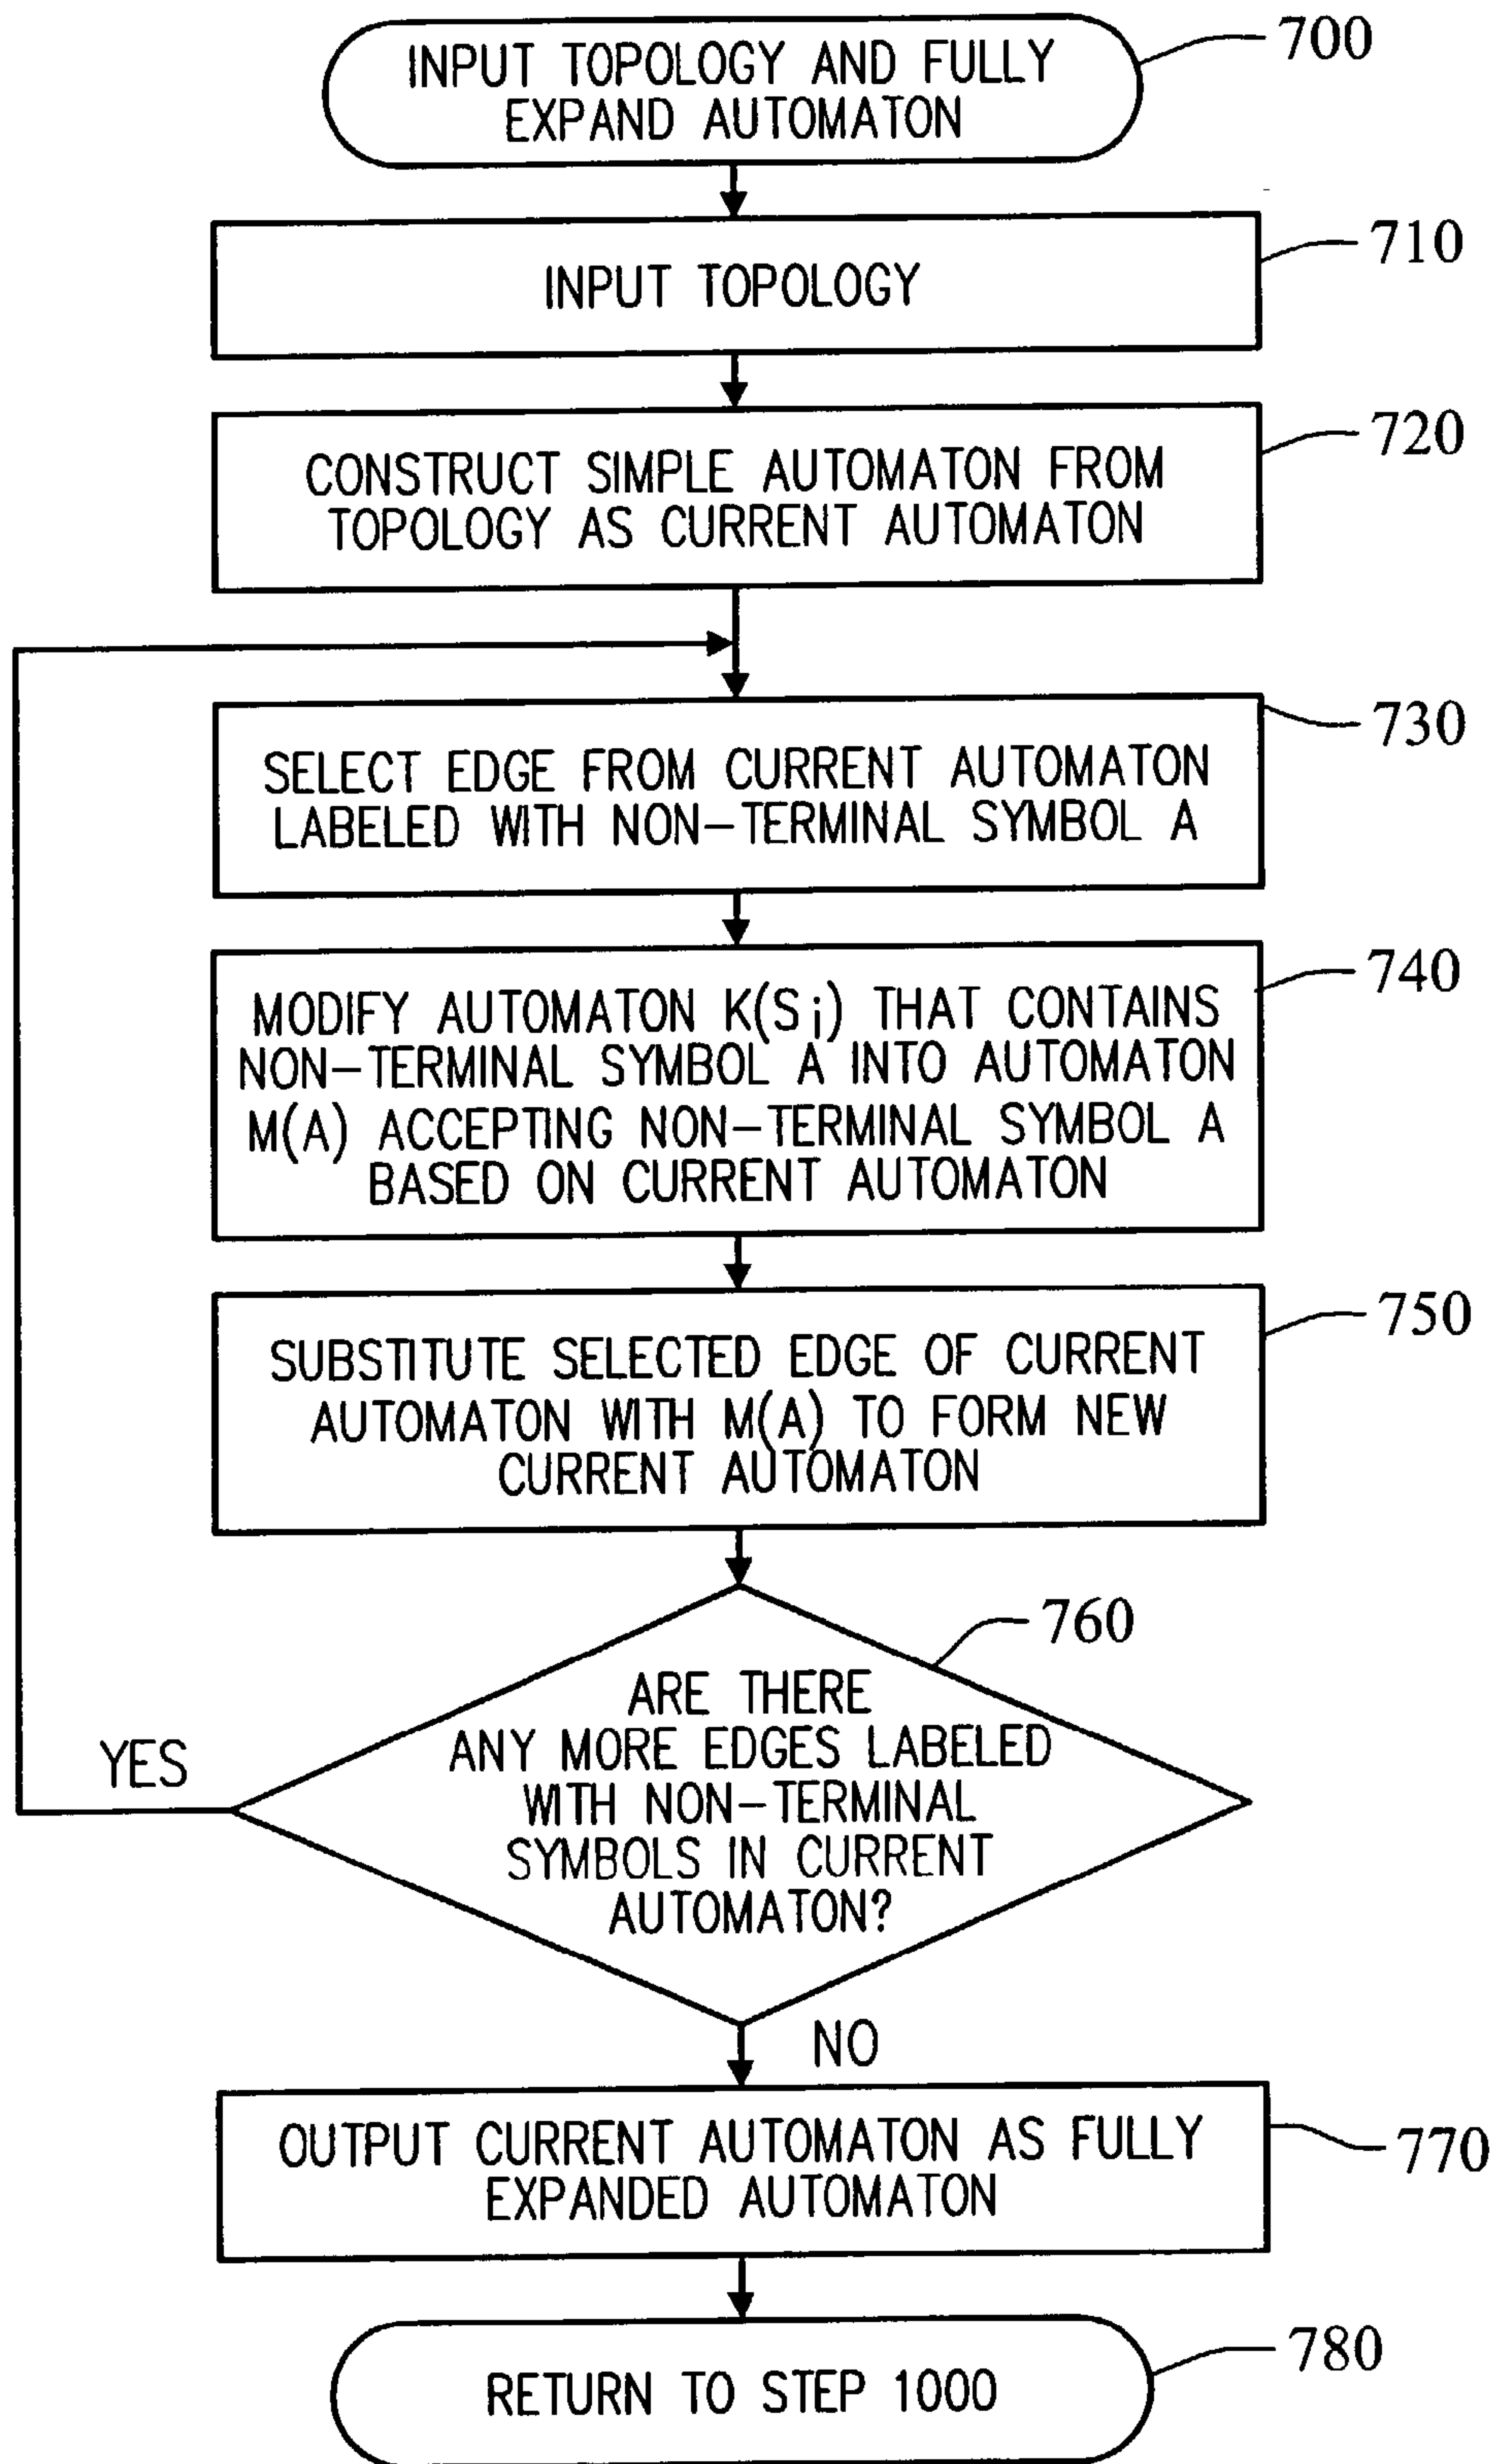 INPUT TOPOLOGY AND FULLY
EXPAND AUTOMATON
700
INPUT TOPOLOGY
710
CONSTRUCT SIMPLE AUTOMATON FROM
TOPOLOGY AS CURRENT AUTOMATON
720
SELECT EDGE FROM CURRENT AUTOMATON
LABELED WITH NON-TERMINAL SYMBOL A
730
MODIFY AUTOMATON K(Si) THAT CONTAINS
NON-TERMINAL SYMBOL A INTO AUTOMATON
M(A) ACCEPTING NON-TERMINAL SYMBOL A
BASED ON CURRENT AUTOMATON
740
SUBSTITUTE SELECTED EDGE OF CURRENT
AUTOMATON WITH M(A) TO FORM NEW
CURRENT AUTOMATON
750
ARE THERE
ANY MORE EDGES LABELED
WITH NON-TERMINAL
SYMBOLS IN CURRENT
AUTOMATON?
760
YES
NO
OUTPUT CURRENT AUTOMATON AS FULLY
EXPANDED AUTOMATON
770
RETURN TO STEP 1000
780